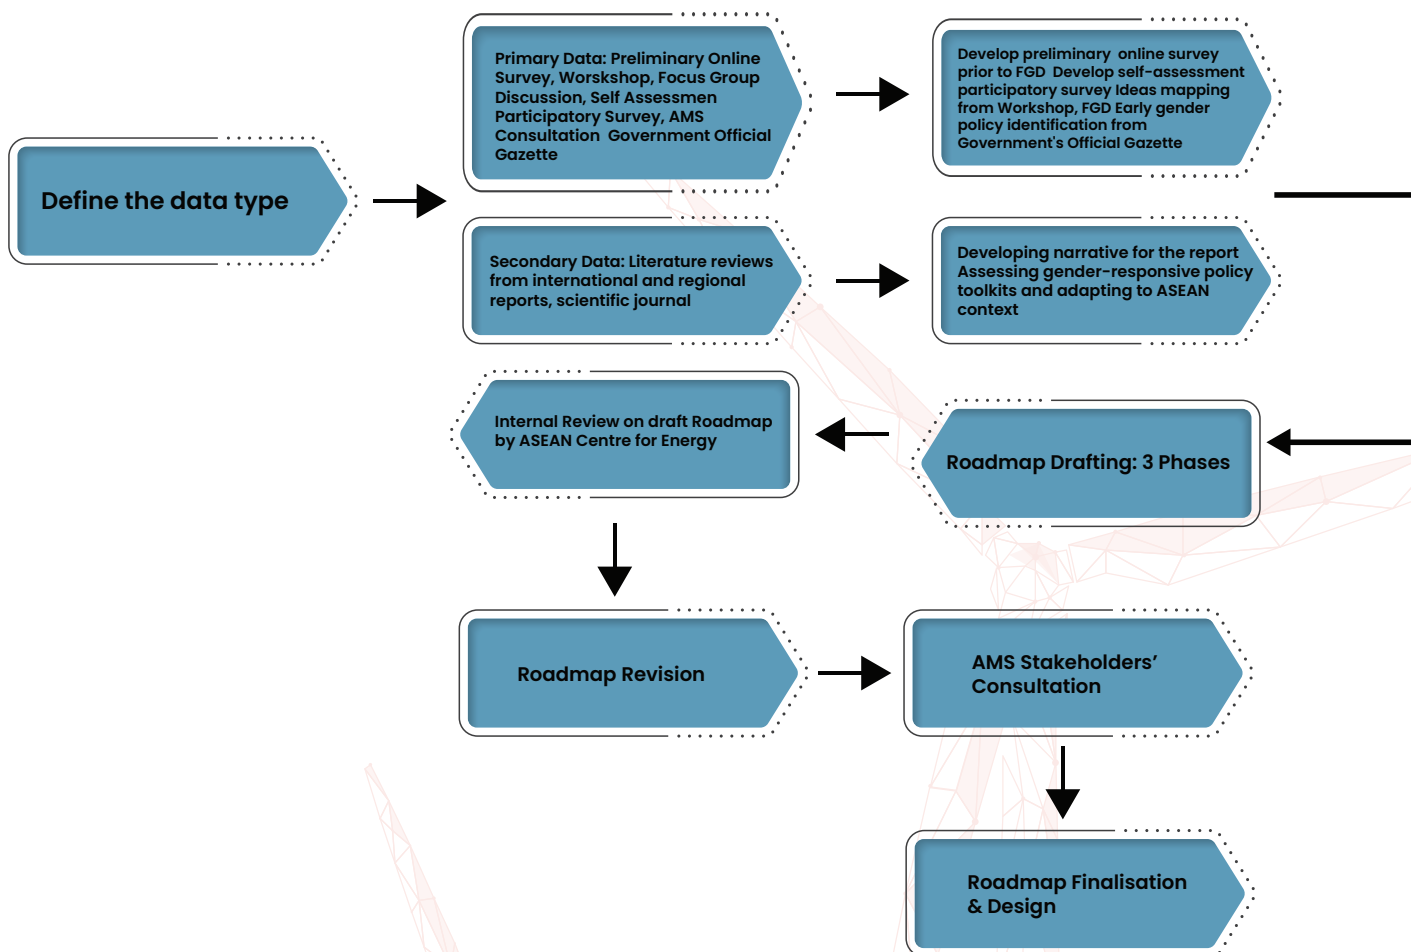 Define the data type
Primary Data: Preliminary Online
Survey, Worskshop, Focus Group
Discussion, Self Assessmen
Participatory Survey, AMS
Consultation  Government Official
Gazette
Develop preliminary  online survey
prior to FGD  Develop self-assessment
participatory survey Ideas mapping
from Workshop, FGD Early gender
policy identification from
Government's Official Gazette
Secondary Data: Literature reviews
from international and regional
reports, scientific journal
Developing narrative for the report
Assessing gender-responsive policy
toolkits and adapting to ASEAN
context
Roadmap Drafting: 3 Phases
Internal Review on draft Roadmap
by ASEAN Centre for Energy
Roadmap Revision
AMS Stakeholders’
Consultation
Roadmap Finalisation
& Design